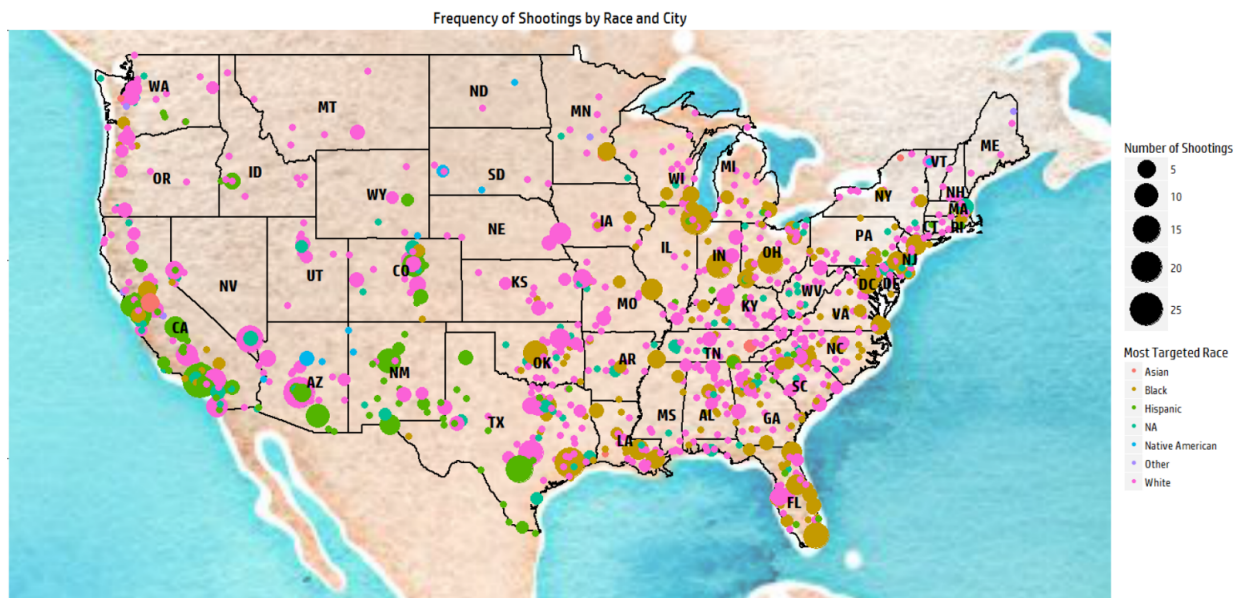 Frequency of Shootings by Race and City
WA
MT
ND
MN
OR
ID
WY
SD
WI
MI
VT
ME
NH
NY
MA
CT
RI
NE
IA
PA
NV
UT
CO
IL
IN
OH
NJ
KS
MO
KY
WV
DC
DE
VA
CA
AZ
NM
OK
AR
TN
NC
SC
TX
MS
AL
GA
LA
FL
Number of Shootings
5
10
15
20
25
Most Targeted Race
Asian
Black
Hispanic
NA
Native American
Other
White